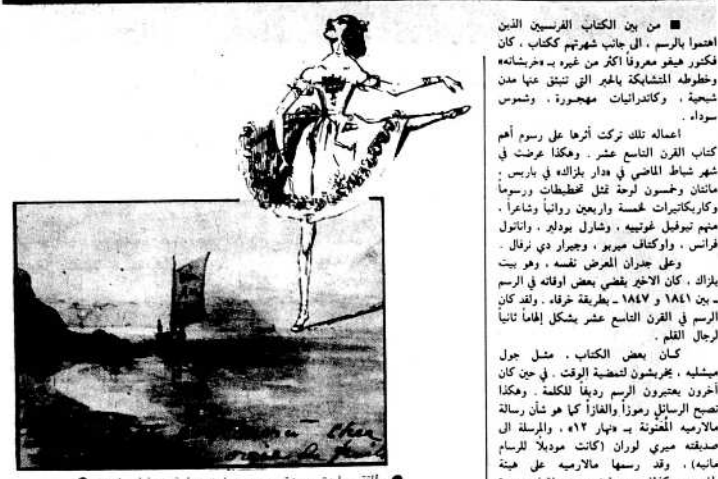 ■ من بين الكتاب الفرنسيين الذين
اهتموا بالرسم ، الى جانب شهرتهم ككتاب ، كان
فكتور هيغو معروفاً اكثر من غيره بـ «خربشاته»
وخطوطه المتشابكة بالحبر التي تنبثق عنها مدن
شبحية ، وكاتدرائيات مهجورة ، وشموس
سوداء .
اعماله تلك تركت أثرها على رسوم أهم
كتاب القرن التاسع عشر . وهكذا عرضت في
شهر شباط الماضي في «دار بلزاك» في باريس
مائتان وخمسون لوحة تمثل تخطيطات ورسوماً
وكاريكاتيرات لخمسة واربعين روائياً وشاعراً ،
منهم تيوفيل غوتييه ، وشارل بودلير ، واناتول
فرانس ، واوكتاف ميربو ، وجيرار دي نرفال .
وعلى جدران المعرض نفسه ، وهو بيت
بلزاك ، كان الاخير يقضي بعض اوقاته في الرسم
ـ بين ١٨٤١ و ١٨٤٧ ـ بطريقة خرقاء . ولقد كان
الرسم في القرن التاسع عشر يشكل إلهاماً ثانياً
لرجال القلم .
كان بعض الكتاب ، مثل جول
ميشليه ، يخربشون لتمضية الوقت . في حين كان
آخرون يعتبرون الرسم رديفاً للكلمة . وهكذا
تصبح الرسائل رموزاً والغازاً كما هو شأن رسالة
مالارميه المُعَنونة بـ «نهار ١٢» ، والمرسلة الى
صديقته ميري لوران (كانت موديلاً للرسام
مانيه) . وقد رسمها مالارميه على هيئة